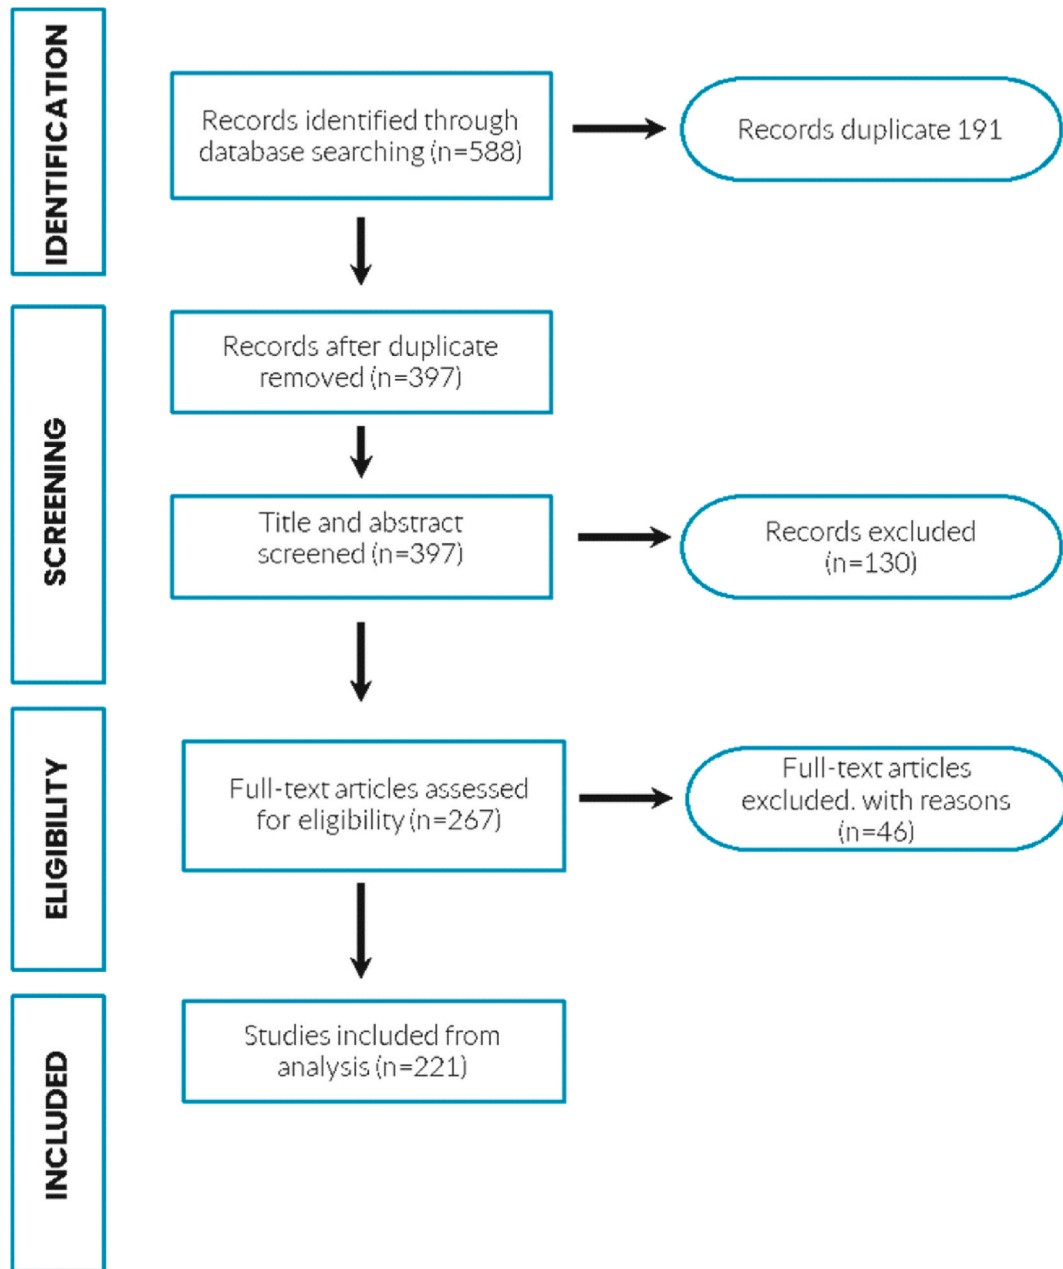 IDENTIFICATION
Records identified through
database searching (n=588)
Records duplicate 191
SCREENING
Records after duplicate
removed (n=397)
Title and abstract
screened (n=397)
Records excluded
(n=130)
ELIGIBILITY
Full-text articles assessed
for eligibility (n=267)
Full-text articles
excluded. with reasons
(n=46)
INCLUDED
Studies included from
analysis (n=221)